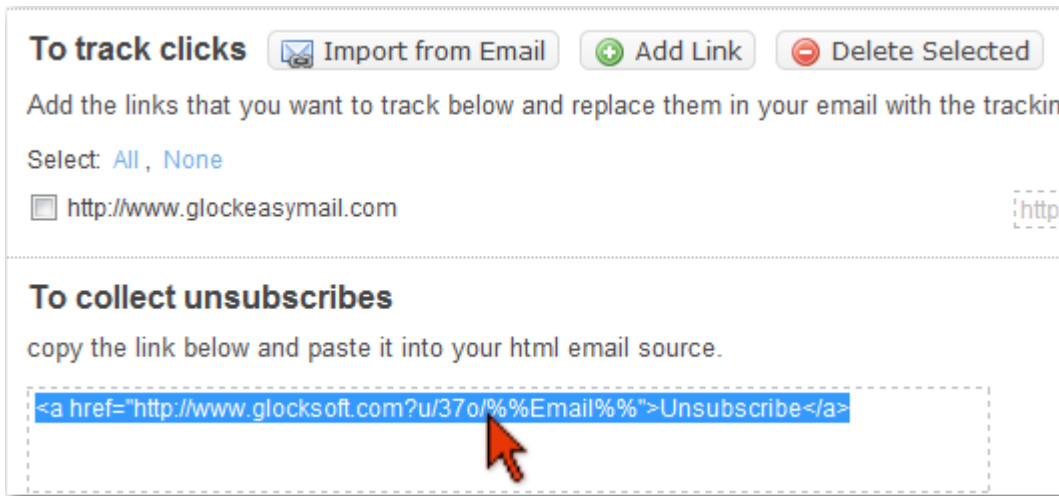 To track clicks Import from Email Add Link Delete Selected
Add the links that you want to track below and replace them in your email with the
Select: All , None
http://www.glockeasymail.com http
To collect unsubscribes
copy the link below and paste it into your html email source.
<a href="http://www.glocksoft.com?u/37o/%%Email%%">Unsubscribe</a>